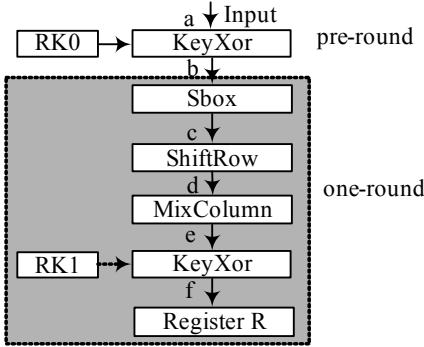 a Input
RK0 KeyXor pre-round
b
Sbox
c
ShiftRow
d one-round
MixColumn
e
RK1 KeyXor
f
Register R